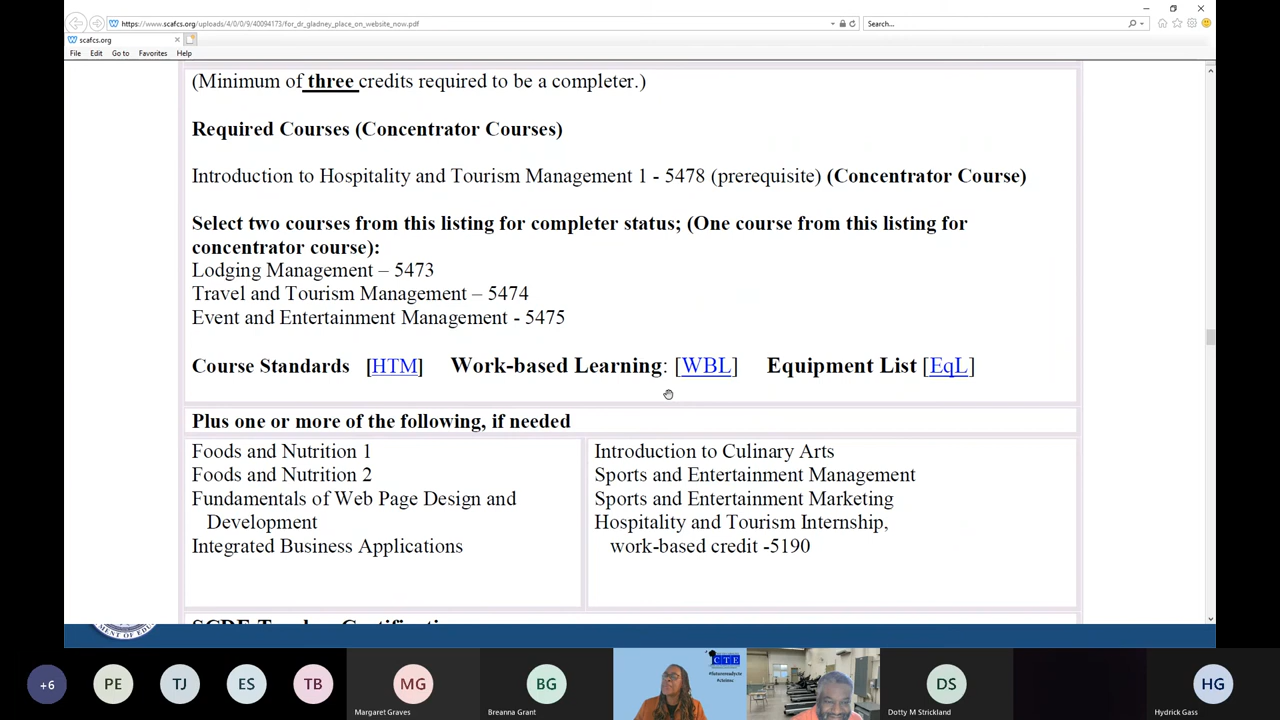 https://www.scafcs.org/uploads/4/0/0/9/40094173/for_dr_gladney_place_on_website_now.pdf
Search...
scafcs.org
File Edit Go to Favorites Help
(Minimum of three credits required to be a completer.)
Required Courses (Concentrator Courses)
Introduction to Hospitality and Tourism Management 1 - 5478 (prerequisite) (Concentrator Course)
Select two courses from this listing for completer status; (One course from this listing for
concentrator course):
Lodging Management – 5473
Travel and Tourism Management – 5474
Event and Entertainment Management - 5475
Course Standards [HTM] Work-based Learning: [WBL] Equipment List [EqL]
Plus one or more of the following, if needed
Foods and Nutrition 1
Foods and Nutrition 2
Fundamentals of Web Page Design and
Development
Integrated Business Applications
Introduction to Culinary Arts
Sports and Entertainment Management
Sports and Entertainment Marketing
Hospitality and Tourism Internship,
work-based credit -5190
+6
PE
TJ
ES
TB
MG
Margaret Graves
BG
Breanna Grant
CTE
DS
Dotty M Strickland
HG
Hydrick Gass